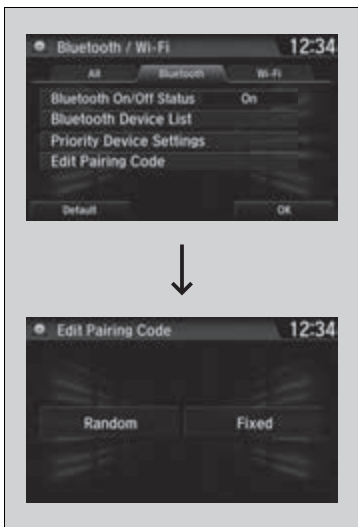 Bluetooth / Wi-Fi 12:34
All Bluetooth Wi-Fi
Bluetooth On/Off Status On
Bluetooth Device List
Priority Device Settings
Edit Pairing Code
Default OK
Edit Pairing Code 12:34
Random Fixed